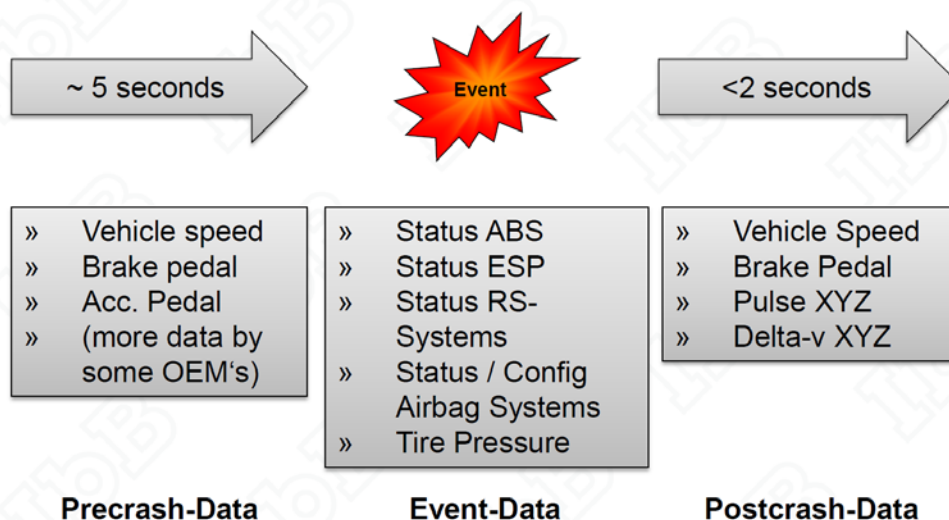 ~ 5 seconds
Event
<2 seconds
» Vehicle speed
» Brake pedal
» Acc. Pedal
» (more data by
some OEM‘s)
» Status ABS
» Status ESP
» Status RS-
Systems
» Status / Config
Airbag Systems
» Tire Pressure
» Vehicle Speed
» Brake Pedal
» Pulse XYZ
» Delta-v XYZ
Precrash-Data
Event-Data
Postcrash-Data